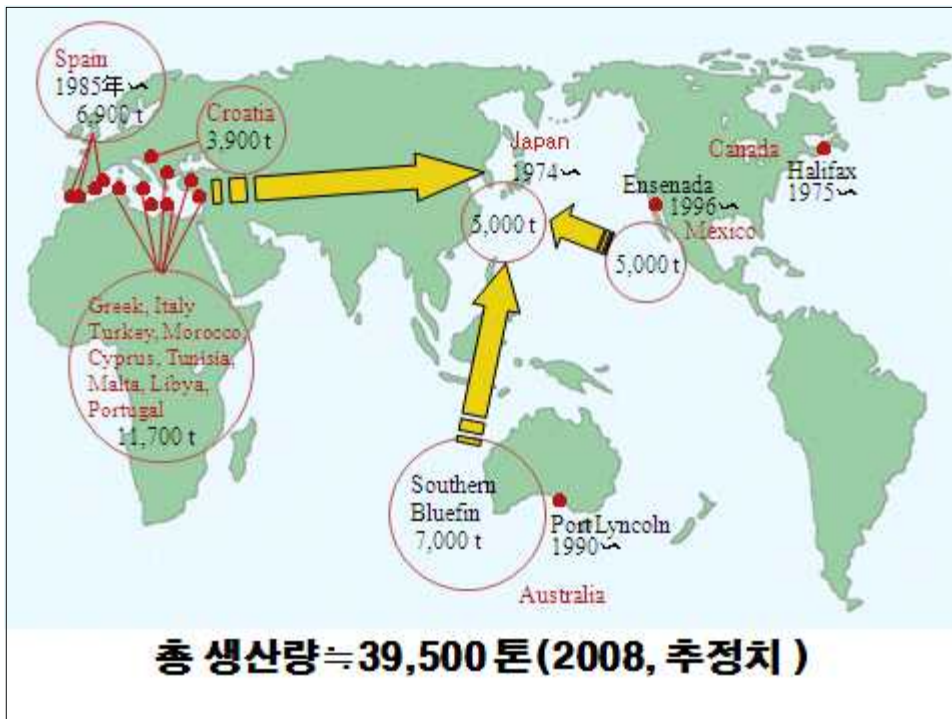 Spain
1985年~
6,900 t
Croatia
3,900 t
Japan
1974~
5,000 t
Canada
Halifax
1975~
Ensenada
1996~
Mexico
5,000 t
Greek, Italy
Turkey, Morocco,
Cyprus, Tunisia,
Malta, Libya,
Portugal
11,700 t
Southern
Bluefin
7,000 t
Port Lyncoln
1990~
Australia
총 생산량≒39,500 톤(2008, 추정치 )